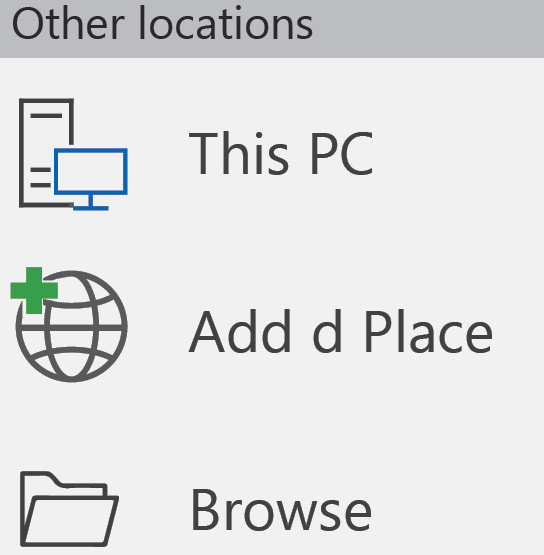 Other locations
This PC
Add d Place
Browse